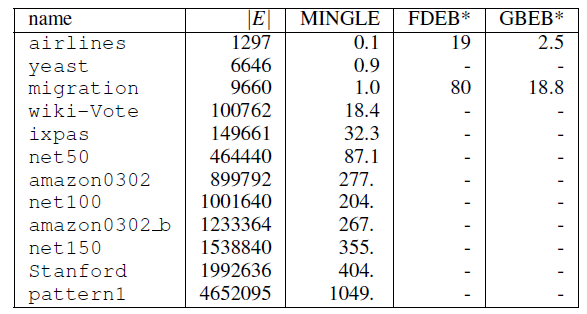 name |E| MINGLE FDEB* GBEB*
airlines 1297 0.1 19 2.5
yeast 6646 0.9 - -
migration 9660 1.0 80 18.8
wiki-Vote 100762 18.4 - -
ixpas 149661 32.3 - -
net50 464440 87.1 - -
amazon0302 899792 277. - -
net100 1001640 204. - -
amazon0302_b 1233364 267. - -
net150 1538840 355. - -
Stanford 1992636 404. - -
pattern1 4652095 1049. - -